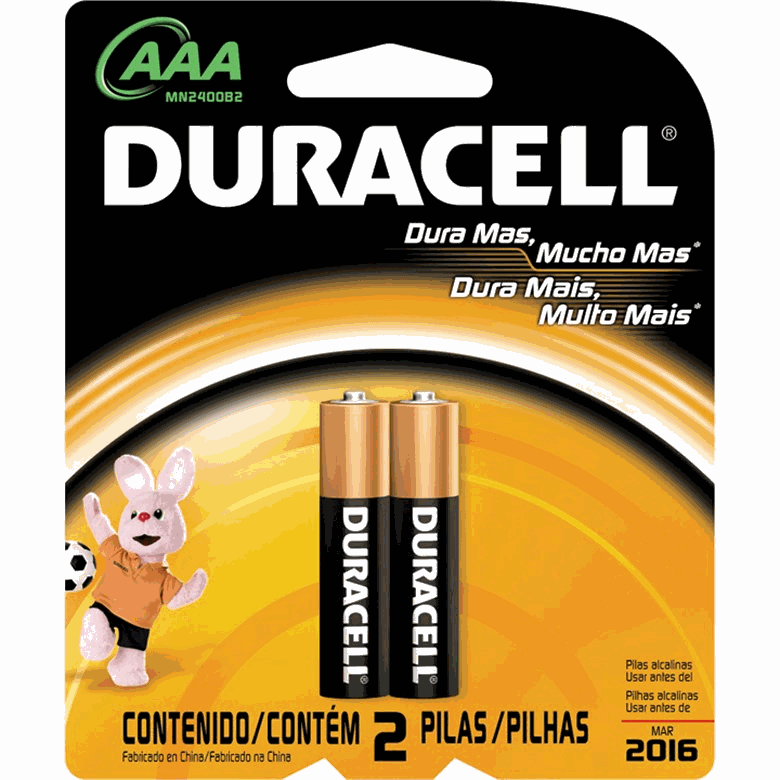 AAA
MN2400B2
DURACELL®
Dura Mas,
Mucho Mas*
Dura Mais,
Muito Mais*
DURACELL
DURACELL
Pilas alcalinas
Usar antes del
Pilhas alcalinas
Usar antes de
MAR
2016
CONTENIDO/CONTÉM 2 PILAS/PILHAS
Fabricado en China/Fabricado na China